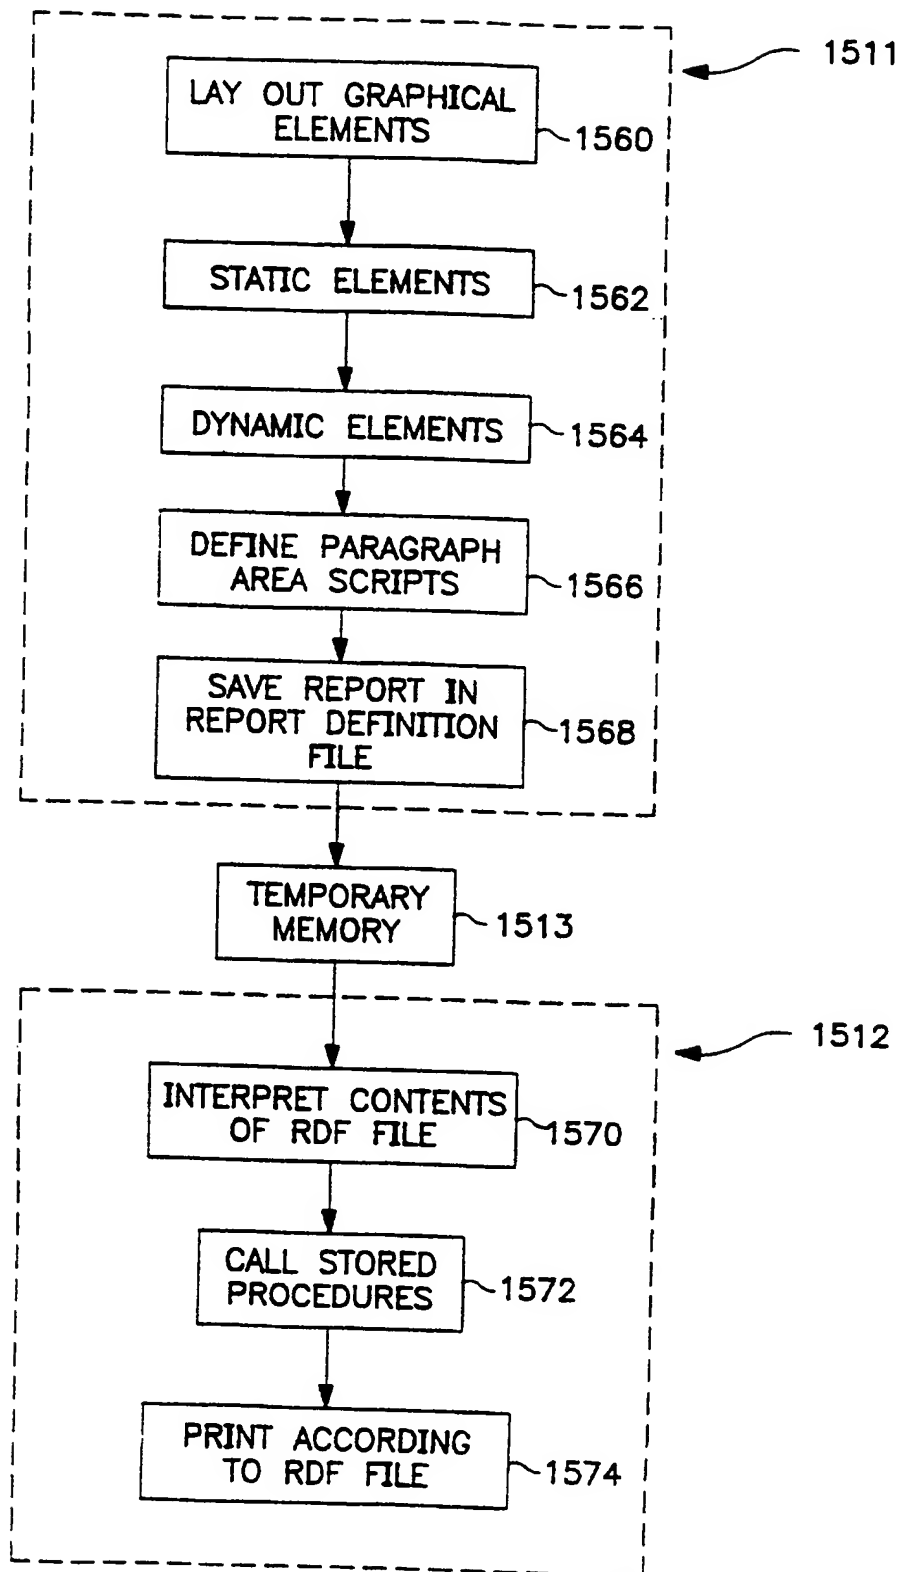 1511
LAY OUT GRAPHICAL
ELEMENTS
1560
STATIC ELEMENTS
1562
DYNAMIC ELEMENTS
1564
DEFINE PARAGRAPH
AREA SCRIPTS
1566
SAVE REPORT IN
REPORT DEFINITION
FILE
1568
TEMPORARY
MEMORY
1513
1512
INTERPRET CONTENTS
OF RDF FILE
1570
CALL STORED
PROCEDURES
1572
PRINT ACCORDING
TO RDF FILE
1574